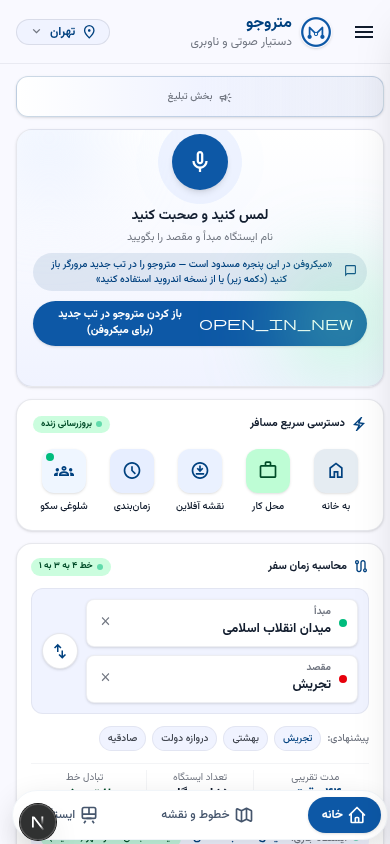 متروجو
دستیار صوتی و ناوبری
تهران
بخش تبلیغ
لمس کنید و صحبت کنید
نام ایستگاه مبدأ و مقصد را بگویید
«میکروفن در این پنجره مسدود است — متروجو را در تب جدید مرورگر باز
کنید (دکمه زیر) یا از نسخه اندروید استفاده کنید»
OPEN_IN_NEW
باز کردن متروجو در تب جدید
(برای میکروفن)
دسترسی سریع مسافر
بروزرسانی زنده
به خانه
محل کار
نقشه آفلاین
زمان‌بندی
شلوغی سکو
محاسبه زمان سفر
خط ۴ به ۳ به ۱
مبدأ
میدان انقلاب اسلامی
×
مقصد
تجریش
×
پیشنهادی:
تجریش
بهشتی
دروازه دولت
صادقیه
مدت تقریبی
تعداد ایستگاه
تبادل خط
خانه
خطوط و نقشه
N